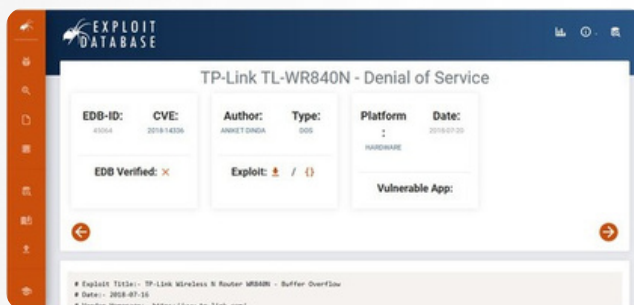 EXPLOIT
DATABASE
TP-Link TL-WR840N - Denial of Service
EDB-ID:
45064
CVE:
2018-14336
EDB Verified: ×
Author:
ANIKET DINDA
Type:
DOS
Exploit: / {}
Platform
:
HARDWARE
Date:
2018-07-20
Vulnerable App:
# Exploit Title:- TP-Link Wireless N Router WR840N - Buffer Overflow
# Date:- 2018-07-16